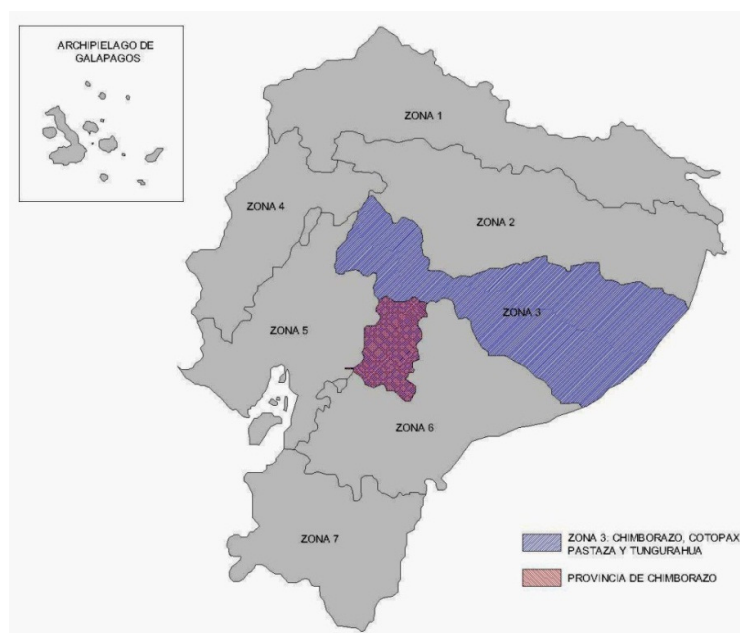 ARCHIPIELAGO DE
GALAPAGOS
ZONA 1
ZONA 4
ZONA 2
ZONA 3
ZONA 5
ZONA 6
ZONA 7
ZONA 3: CHIMBORAZO, COTOPAX
PASTAZA Y TUNGURAHUA
PROVINCIA DE CHIMBORAZO